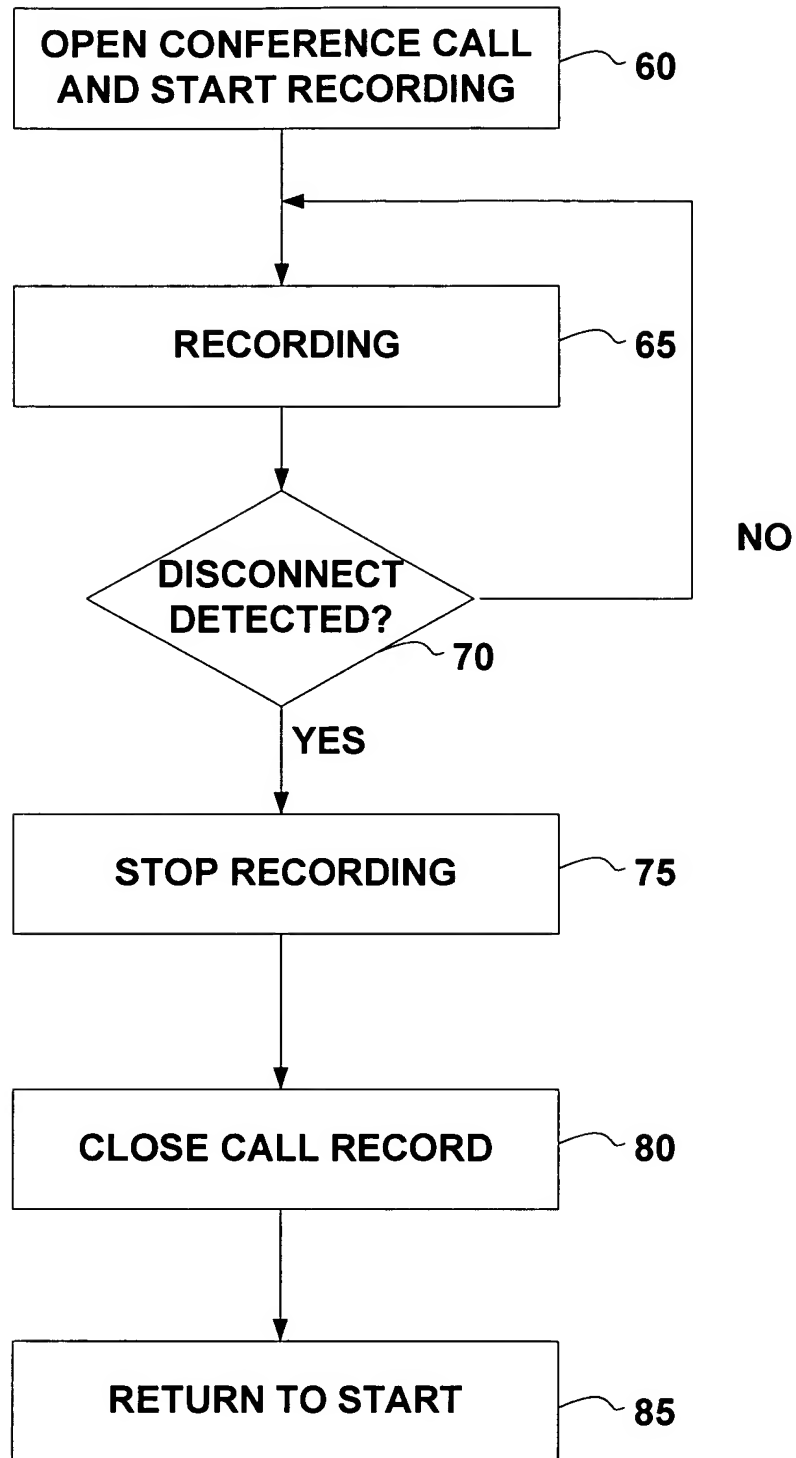 OPEN CONFERENCE CALL
AND START RECORDING
60
RECORDING
65
NO
DISCONNECT
DETECTED?
70
YES
STOP RECORDING
75
CLOSE CALL RECORD
80
RETURN TO START
85